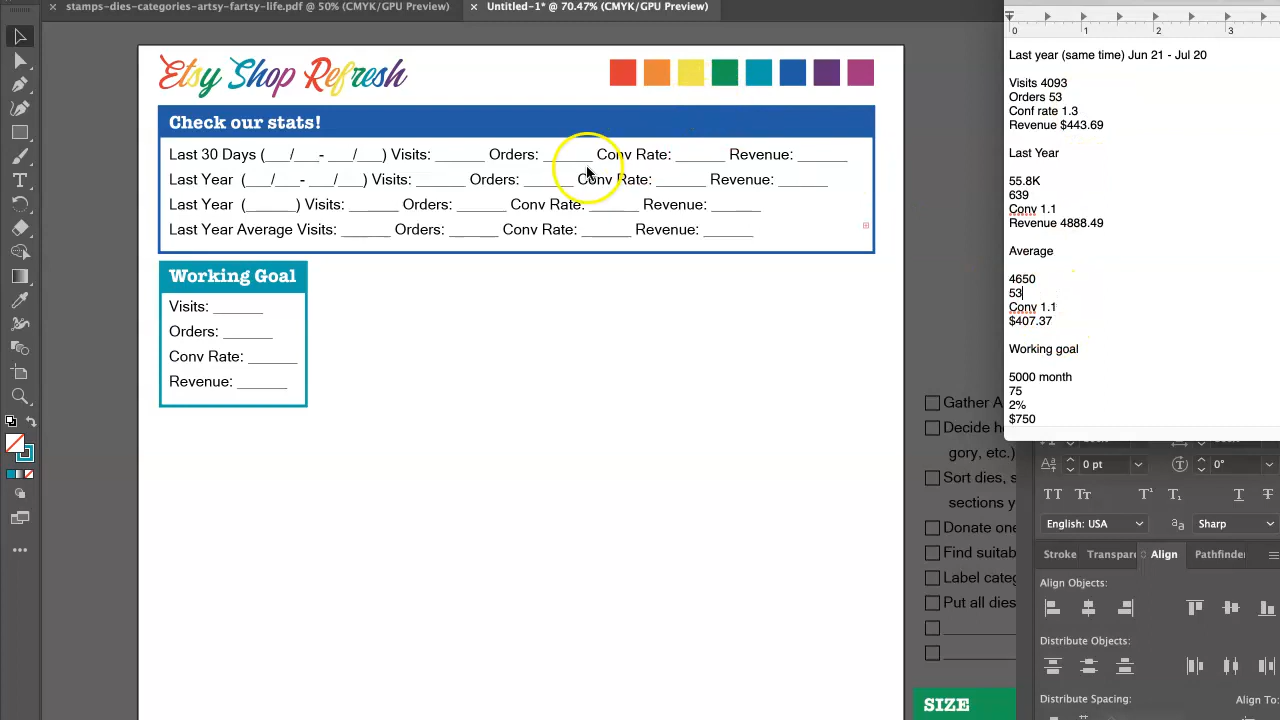 stamps-dies-categories-artsy-fartsy-life.pdf @ 50% (CMYK/GPU Preview)
Untitled-1* @ 70.47% (CMYK/GPU Preview)
Etsy Shop Refresh
Check our stats!
Last 30 Days (___/___- ___/___) Visits: ______ Orders: ______ Conv Rate: ______ Revenue: ______
Last Year (___/___- ___/___) Visits: ______ Orders: ______ Conv Rate: ______ Revenue: ______
Last Year (______) Visits: ______ Orders: ______ Conv Rate: ______ Revenue: ______
Last Year Average Visits: ______ Orders: ______ Conv Rate: ______ Revenue: ______
Working Goal
Visits: ______
Orders: ______
Conv Rate: ______
Revenue: ______
0 1 2 3
Last year (same time) Jun 21 - Jul 20
Visits 4093
Orders 53
Conf rate 1.3
Revenue $443.69
Last Year
55.8K
639
Conv 1.1
Revenue 4888.49
Average
4650
53
Conv 1.1
$407.37
Working goal
5000 month
75
2%
$750
Gather A
Decide h
gory, etc.)
Sort dies, s
sections y
Donate one
Find suitab
Label categ
Put all dies
SIZE
0 pt
0°
TT Tr T¹ T₁ T T
English: USA
Sharp
Stroke Transpare Align Pathfinder
Align Objects:
Distribute Objects:
Distribute Spacing:
Align To: